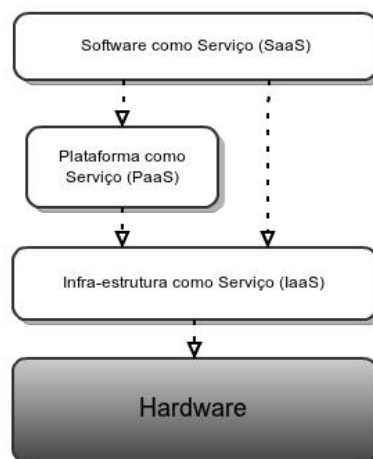 Software como Serviço (SaaS)
Plataforma como
Serviço (PaaS)
Infra-estrutura como Serviço (IaaS)
Hardware